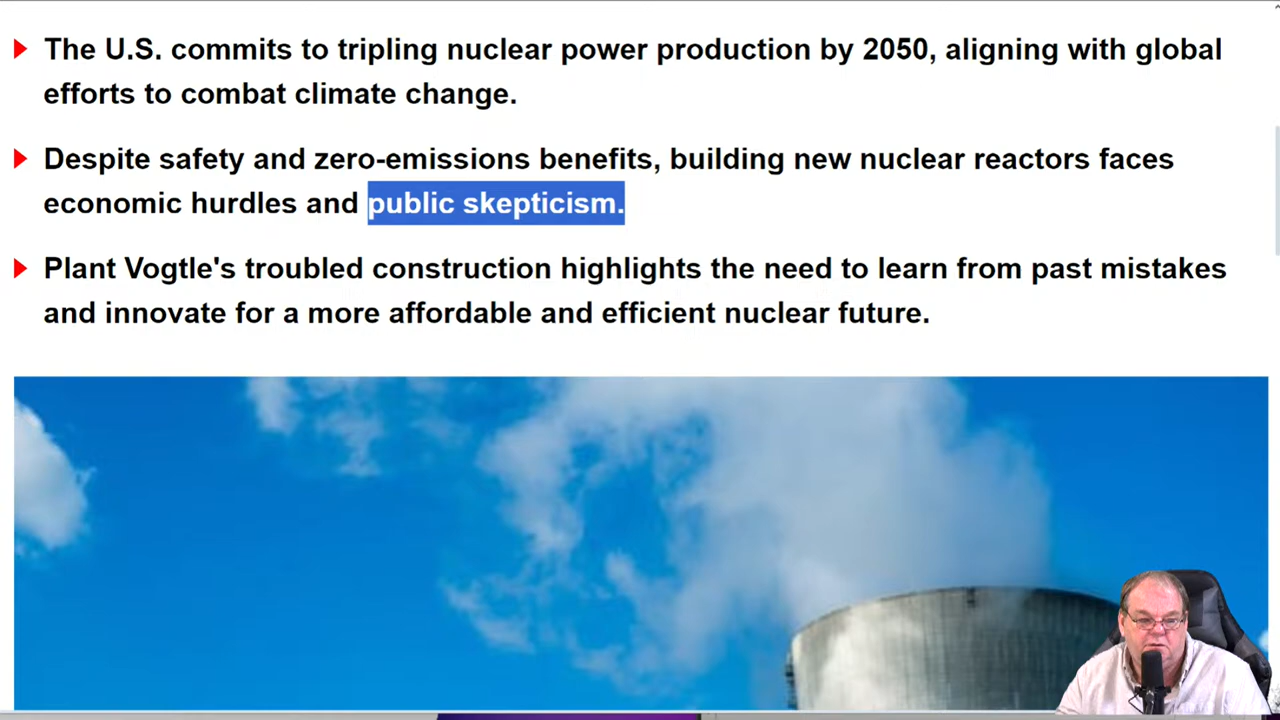 The U.S. commits to tripling nuclear power production by 2050, aligning with global
efforts to combat climate change.
Despite safety and zero-emissions benefits, building new nuclear reactors faces
economic hurdles and public skepticism.
Plant Vogtle's troubled construction highlights the need to learn from past mistakes
and innovate for a more affordable and efficient nuclear future.